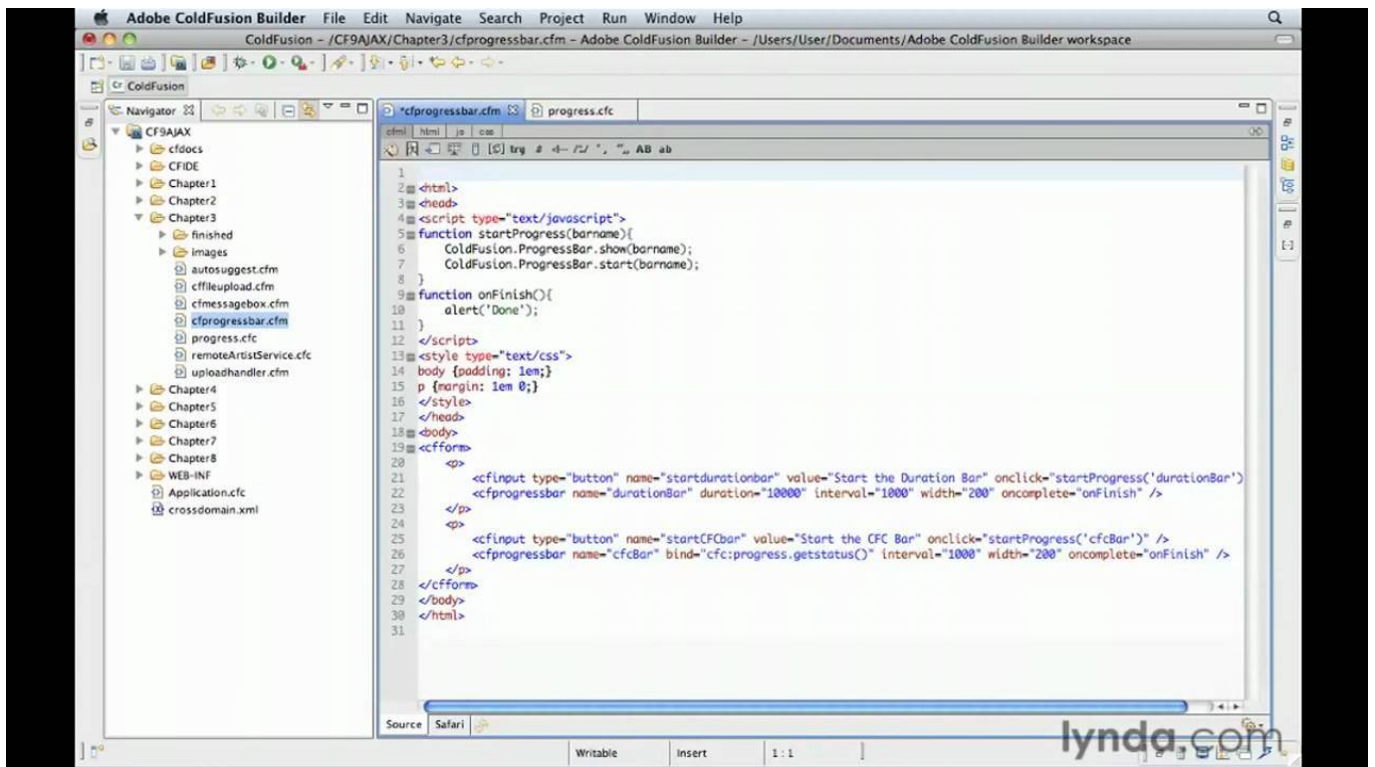 Adobe ColdFusion Builder File Edit Navigate Search Project Run Window Help
ColdFusion – /CF9AJAX/Chapter3/cfprogressbar.cfm – Adobe ColdFusion Builder – /Users/User/Documents/Adobe ColdFusion Builder workspace
Cf ColdFusion
Navigator
CF9AJAX
cfdocs
CFIDE
Chapter1
Chapter2
Chapter3
finished
images
autosuggest.cfm
cffileupload.cfm
cfmessagebox.cfm
cfprogressbar.cfm
progress.cfc
remoteArtistService.cfc
uploadhandler.cfm
Chapter4
Chapter5
Chapter6
Chapter7
Chapter8
WEB-INF
Application.cfc
crossdomain.xml
*cfprogressbar.cfm progress.cfc
cfml html js css
try # AB ab
1
2 <html>
3 <head>
4 <script type="text/javascript">
5 function startProgress(barname){
6 ColdFusion.ProgressBar.show(barname);
7 ColdFusion.ProgressBar.start(barname);
8 }
9 function onFinish(){
10 alert('Done');
11 }
12 </script>
13 <style type="text/css">
14 body {padding: 1em;}
15 p {margin: 1em 0;}
16 </style>
17 </head>
18 <body>
19 <cfform>
20 <p>
21 <cfinput type="button" name="startdurationbar" value="Start the Duration Bar" onclick="startProgress('durationBar')
22 <cfprogressbar name="durationBar" duration="10000" interval="1000" width="200" oncomplete="onFinish" />
23 </p>
24 <p>
25 <cfinput type="button" name="startCFCbar" value="Start the CFC Bar" onclick="startProgress('cfcBar')" />
26 <cfprogressbar name="cfcBar" bind="cfc:progress.getstatus()" interval="1000" width="200" oncomplete="onFinish" />
27 </p>
28 </cfform>
29 </body>
30 </html>
31
Source Safari
Writable Insert 1 : 1
lynda.com